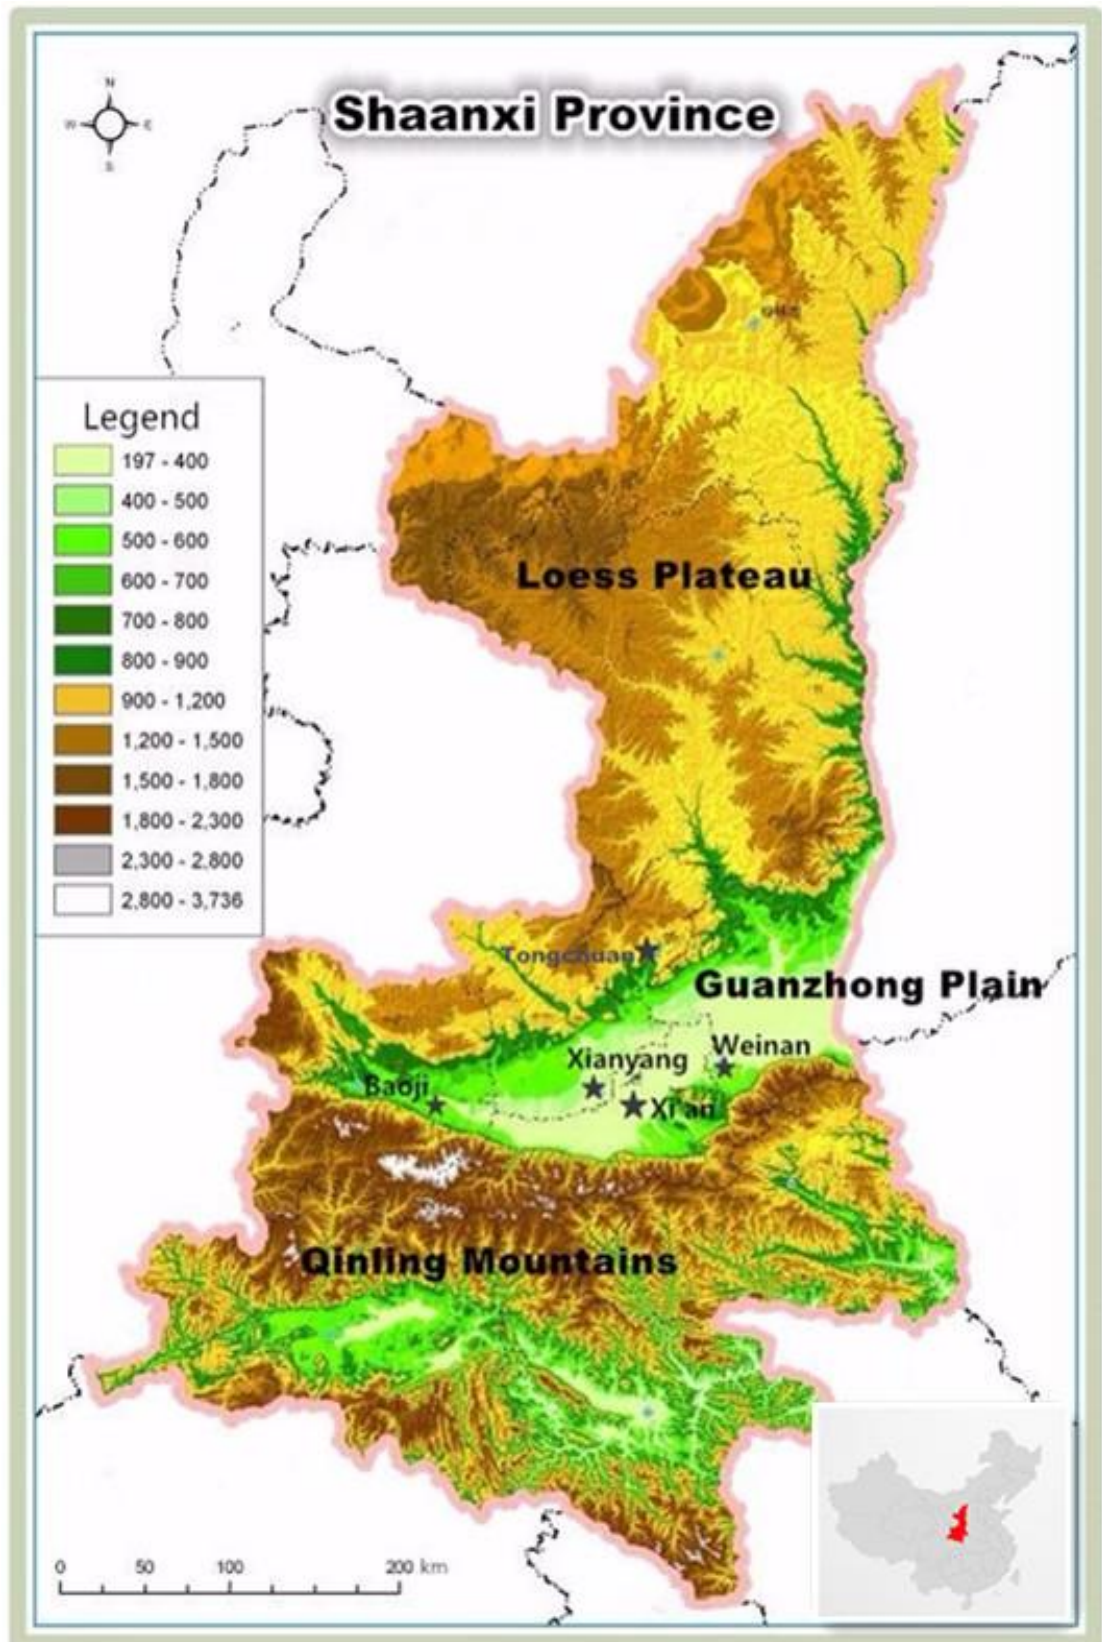 Shaanxi Province
N
W
E
S
Legend
197 - 400
400 - 500
500 - 600
600 - 700
700 - 800
800 - 900
900 - 1,200
1,200 - 1,500
1,500 - 1,800
1,800 - 2,300
2,300 - 2,800
2,800 - 3,736
Loess Plateau
Tongchuan
Guanzhong Plain
Xianyang
Weinan
Baoji
Xi'an
Qinling Mountains
0 50 100 200 km